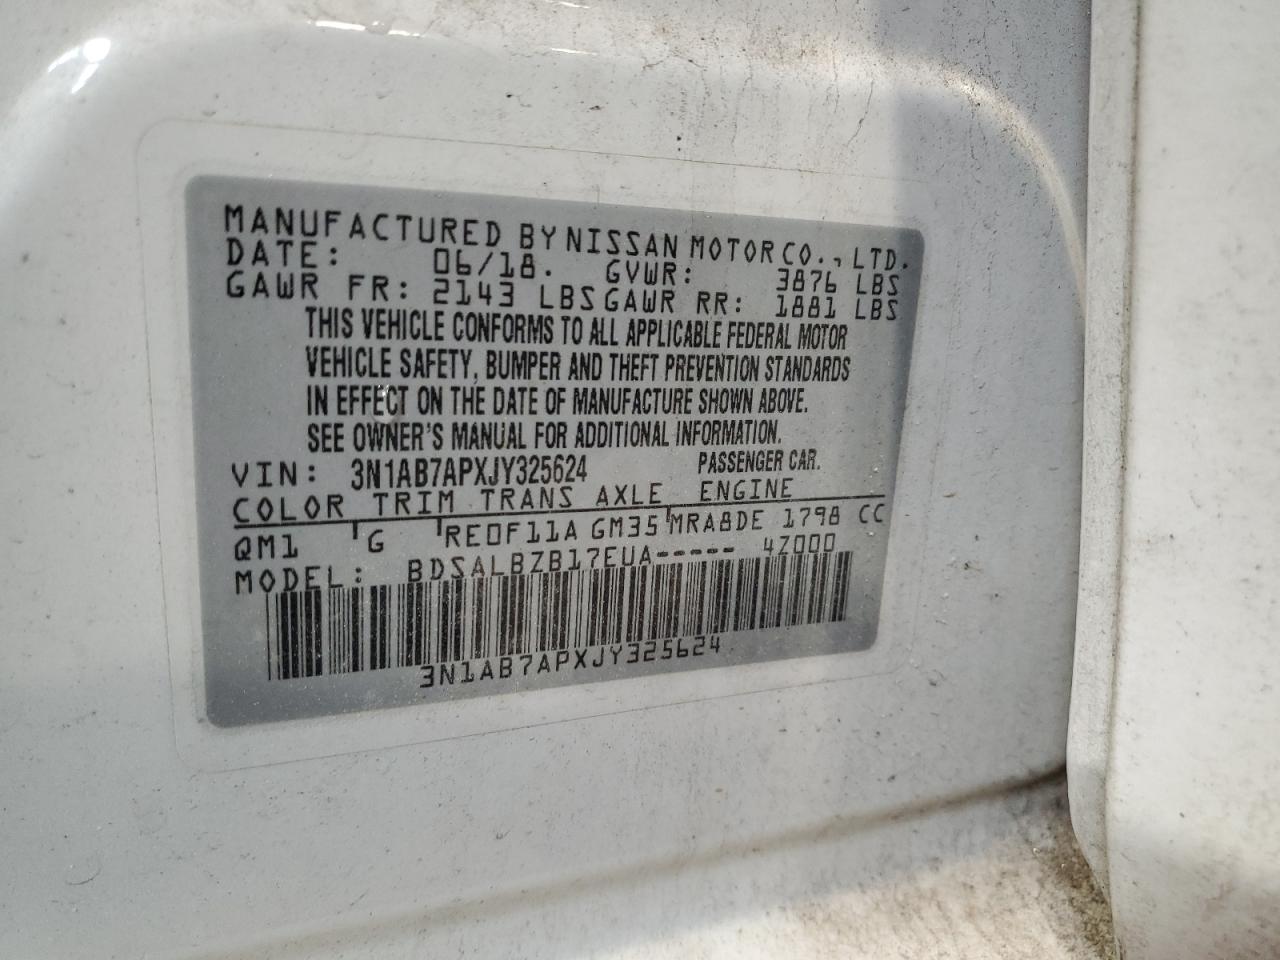 MANUFACTURED BY NISSAN MOTOR CO., LTD.
DATE: 06/18. GVWR: 3876 LBS
GAWR FR: 2143 LBS GAWR RR: 1881 LBS
THIS VEHICLE CONFORMS TO ALL APPLICABLE FEDERAL MOTOR
VEHICLE SAFETY, BUMPER AND THEFT PREVENTION STANDARDS
IN EFFECT ON THE DATE OF MANUFACTURE SHOWN ABOVE.
SEE OWNER'S MANUAL FOR ADDITIONAL INFORMATION.
VIN: 3N1AB7APXJY325624 PASSENGER CAR.
COLOR TRIM TRANS AXLE ENGINE
QM1 G RE0F11A GM35 MRA8DE 1798 CC
MODEL: BDSALBZB17EUA----- 4Z000
3N1AB7APXJY325624